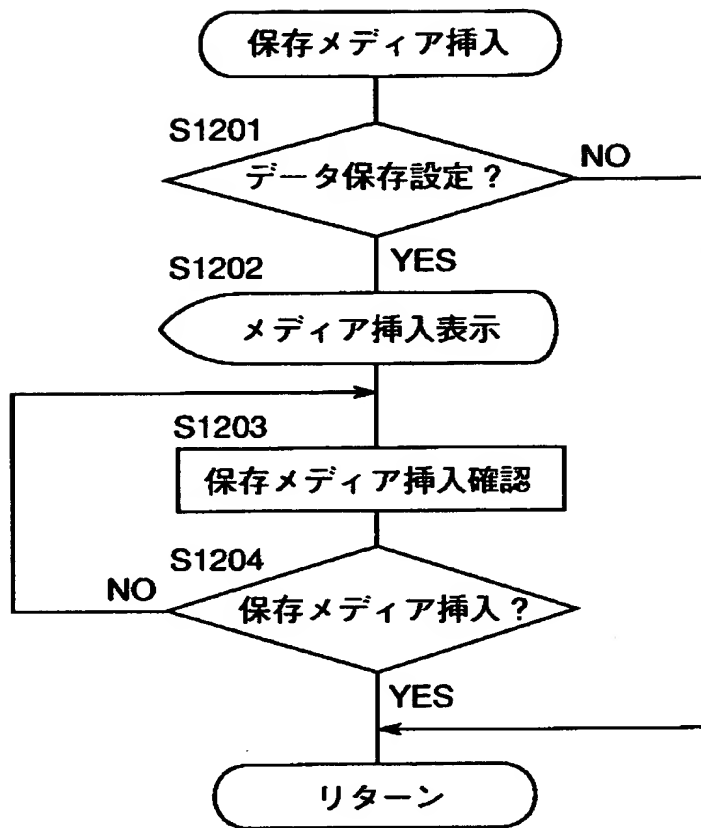 保存メディア挿入
S1201
データ保存設定?
NO
YES
S1202
メディア挿入表示
S1203
保存メディア挿入確認
S1204
NO
保存メディア挿入?
YES
リターン